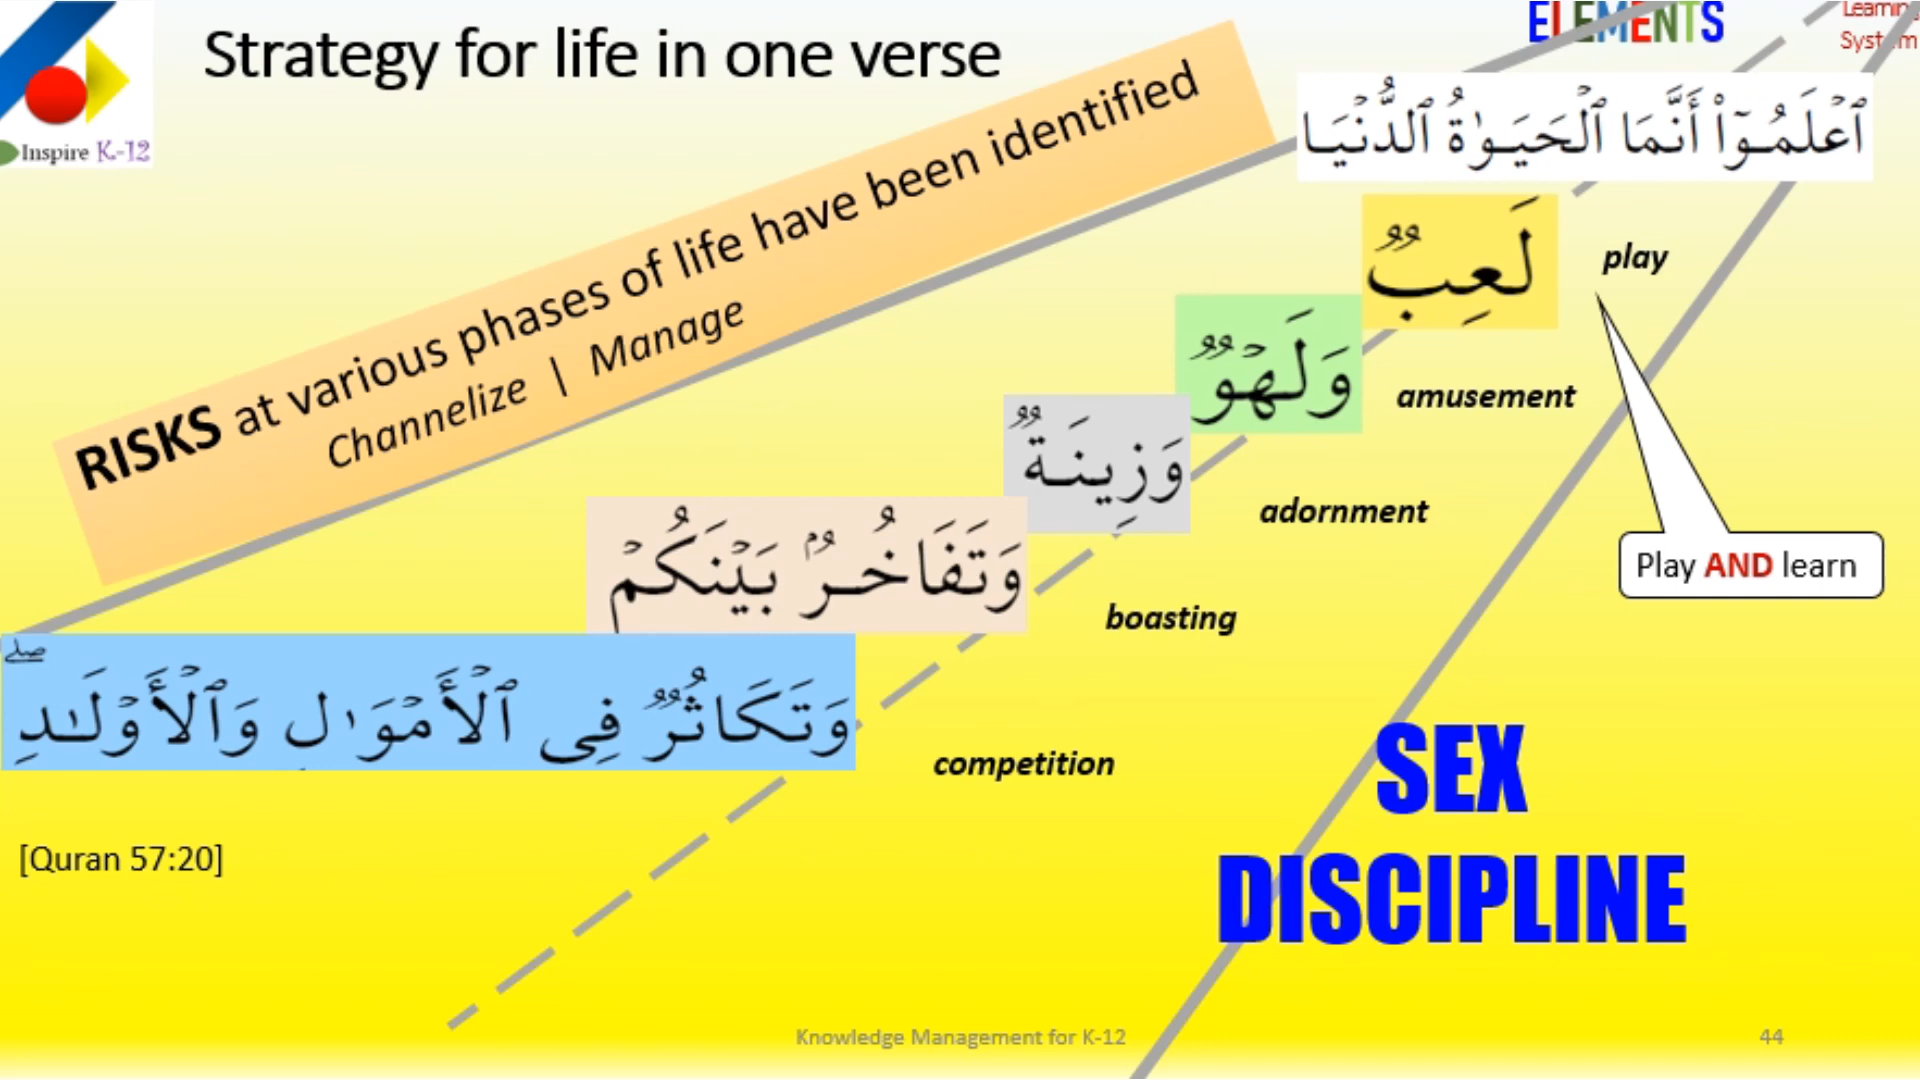 Strategy for life in one verse
ELEMENTS
Learning
System
Inspire K-12
RISKS at various phases of life have been identified
Channelize | Manage
ٱعۡلَمُوٓاْ أَنَّمَا ٱلۡحَيَوٰةُ ٱلدُّنۡيَا
لَعِبٞ
play
وَلَهۡوٞ
amusement
وَزِينَةٞ
adornment
وَتَفَاخُرُۢ بَيۡنَكُمۡ
boasting
Play AND learn
وَتَكَاثُرٞ فِي ٱلۡأَمۡوَٰلِ وَٱلۡأَوۡلَٰدِۖ
competition
SEX
DISCIPLINE
[Quran 57:20]
Knowledge Management for K-12
44